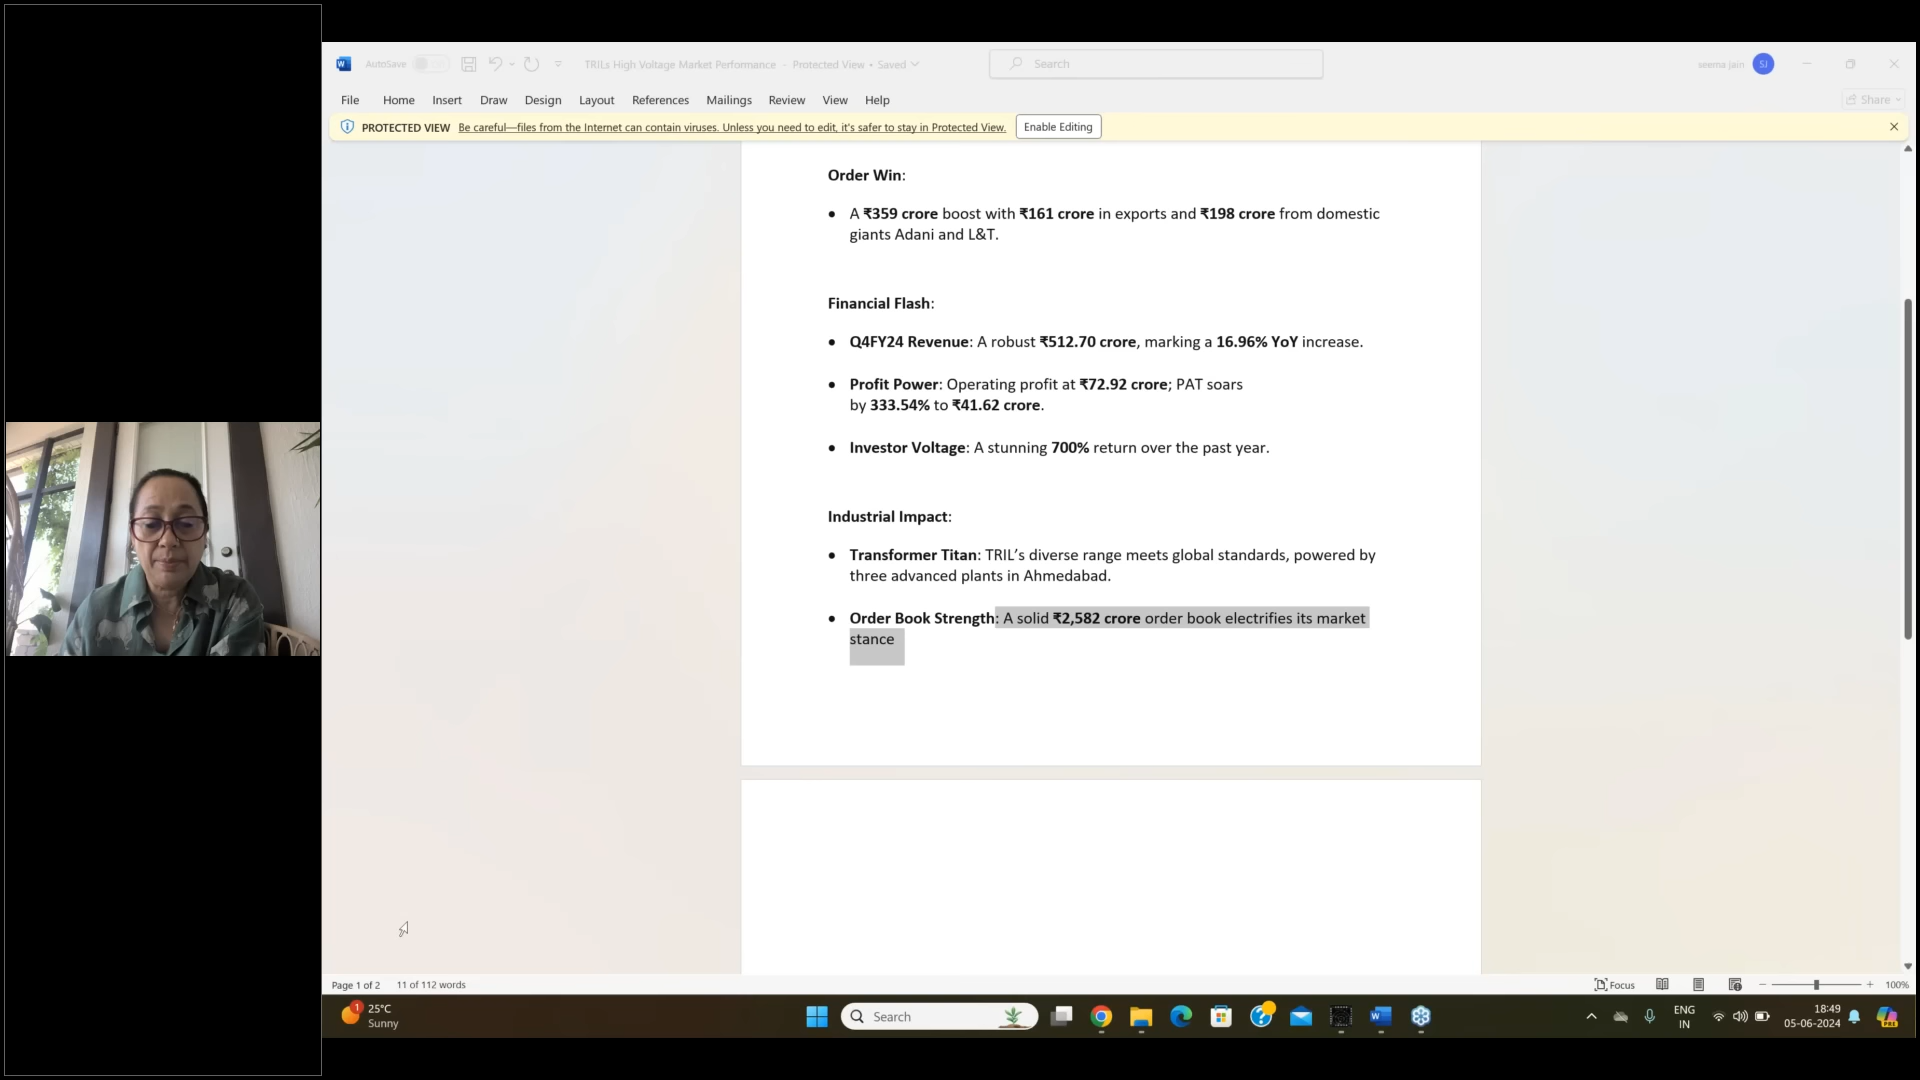 AutoSave
TRILs High Voltage Market Performance - Protected View • Saved
Search
seema jain
SJ
File Home Insert Draw Design Layout References Mailings Review View Help
Share
PROTECTED VIEW Be careful—files from the Internet can contain viruses. Unless you need to edit, it's safer to stay in Protected View. Enable Editing
Order Win:
• A ₹359 crore boost with ₹161 crore in exports and ₹198 crore from domestic
giants Adani and L&T.
Financial Flash:
• Q4FY24 Revenue: A robust ₹512.70 crore, marking a 16.96% YoY increase.
• Profit Power: Operating profit at ₹72.92 crore; PAT soars
by 333.54% to ₹41.62 crore.
• Investor Voltage: A stunning 700% return over the past year.
Industrial Impact:
• Transformer Titan: TRIL’s diverse range meets global standards, powered by
three advanced plants in Ahmedabad.
• Order Book Strength: A solid ₹2,582 crore order book electrifies its market
stance
Page 1 of 2 11 of 112 words
Focus
100%
1
25°C
Sunny
Search
ENG
IN
18:49
05-06-2024